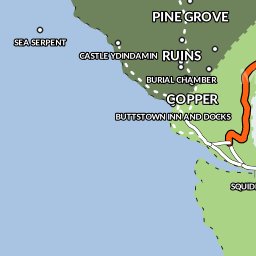 PINE GROVE
SEA SERPENT
CASTLE YDINDAMIN
RUINS
BURIAL CHAMBER
COPPER
BUTTSTOWN INN AND DOCKS
SQUID